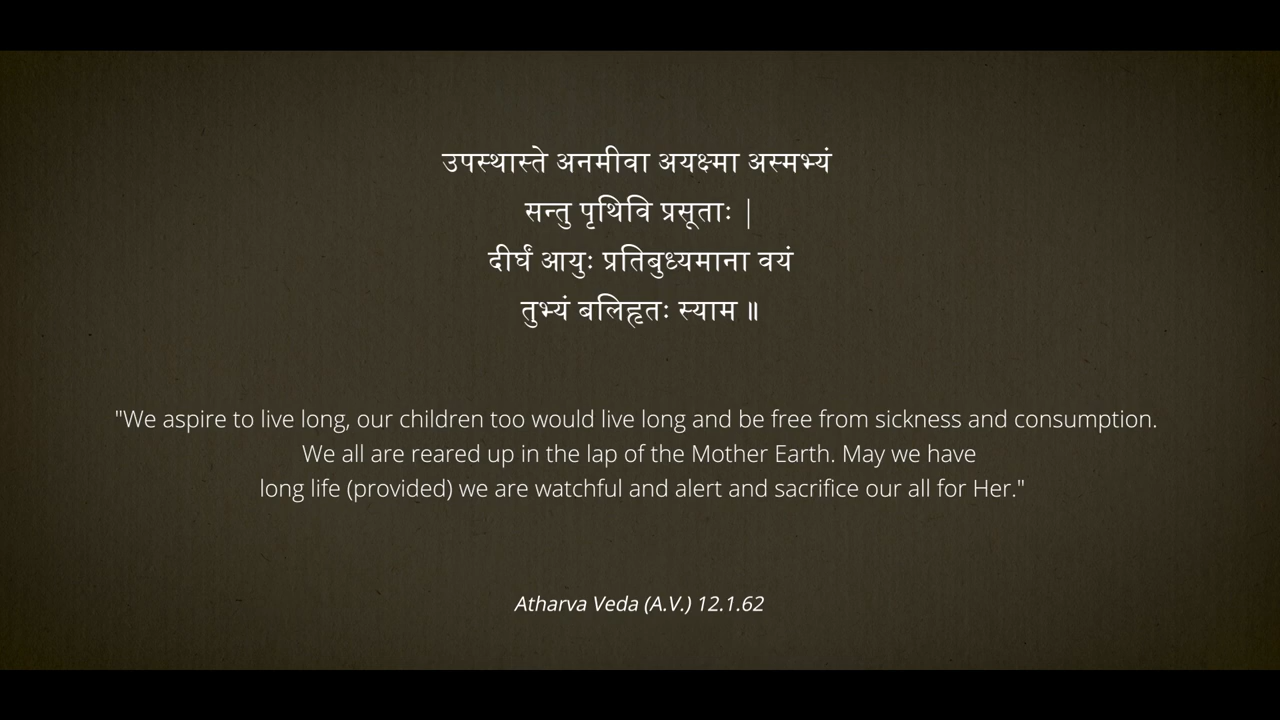 उपस्थास्ते अनमीवा अयक्ष्मा अस्मभ्यं
सन्तु पृथिवि प्रसूताः |
दीर्घं आयुः प्रतिबुध्यमाना वयं
तुभ्यं बलिहृतः स्याम ॥
"We aspire to live long, our children too would live long and be free from sickness and consumption.
We all are reared up in the lap of the Mother Earth. May we have
long life (provided) we are watchful and alert and sacrifice our all for Her."
Atharva Veda (A.V.) 12.1.62